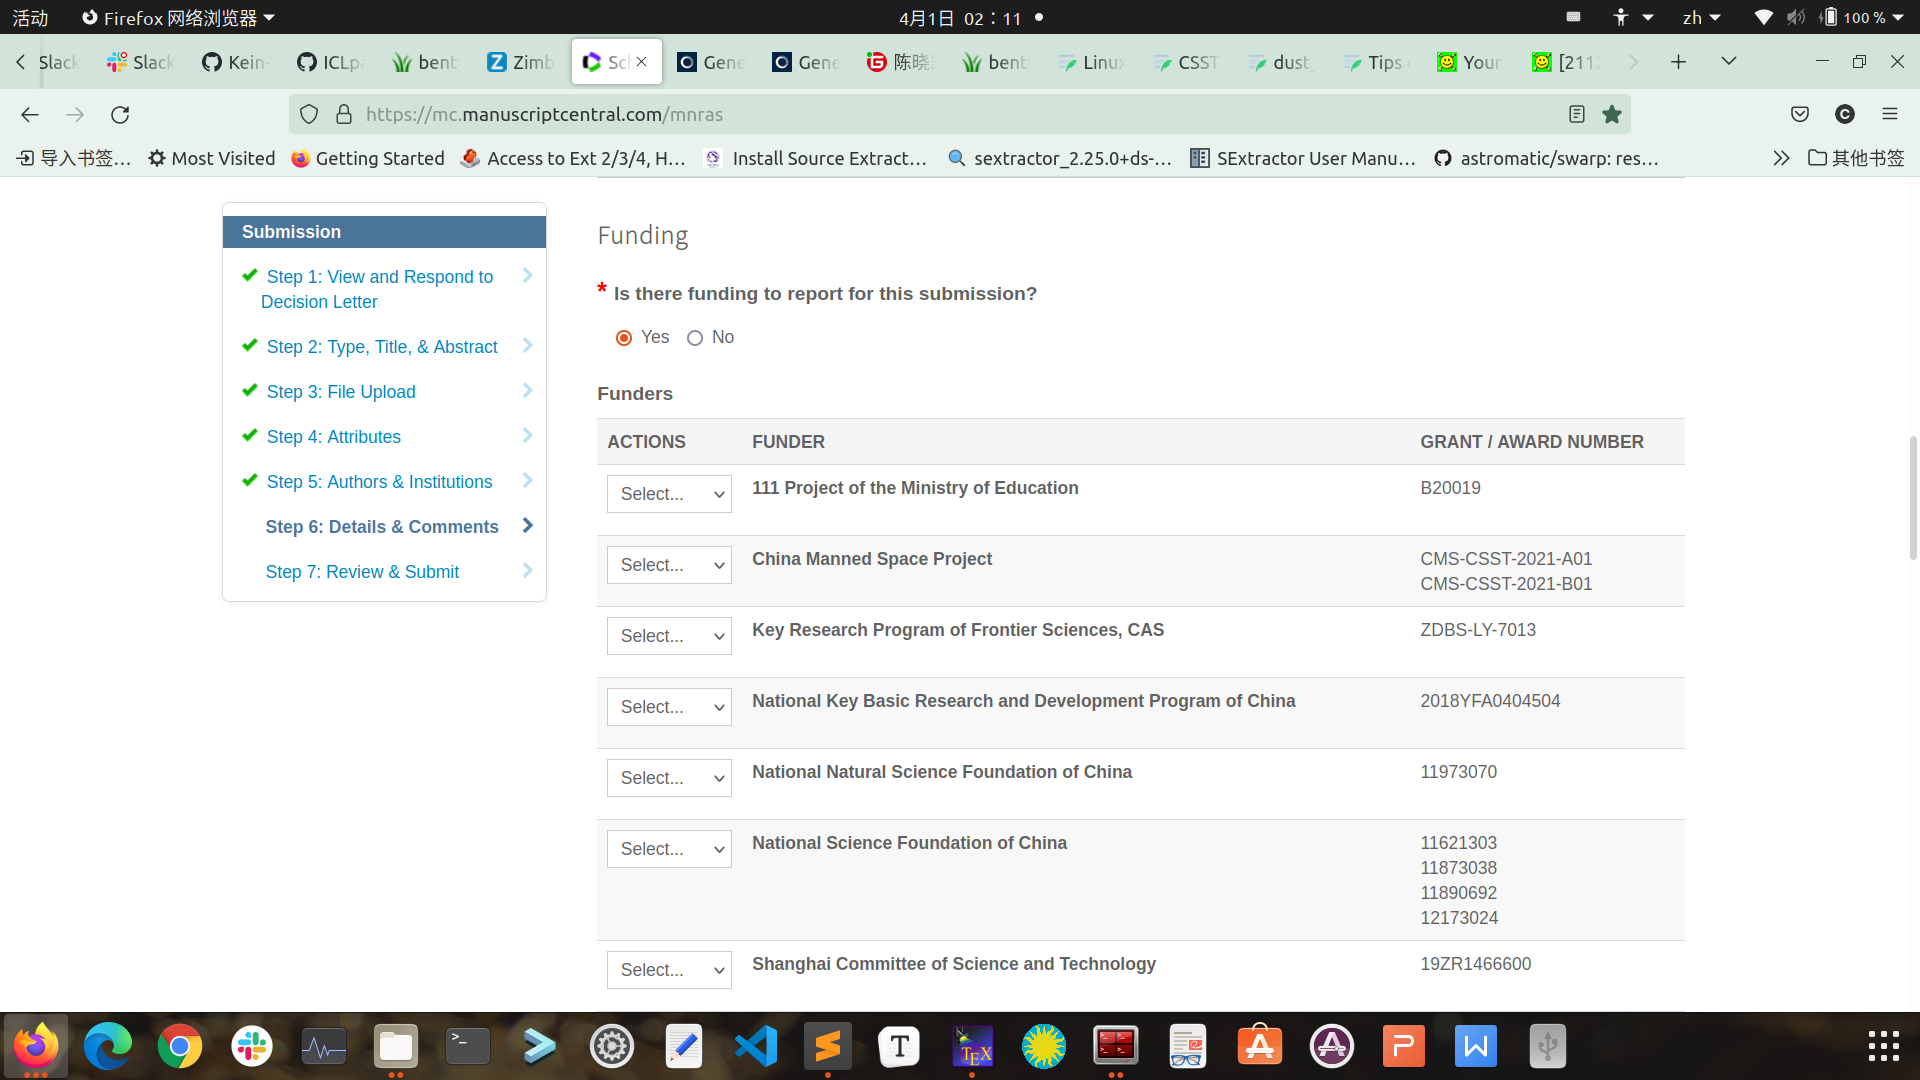 活动
Firefox 网络浏览器
4月1日 02：11
zh
100 %
Slack
Slack
Kein-
ICLpa
bent
Zimb
Sc
Gene
Gene
陈晓
bent
Linux
CSST
dust_
Tips
Your
[2112
https://mc.manuscriptcentral.com/mnras
导入书签...
Most Visited
Getting Started
Access to Ext 2/3/4, H...
Install Source Extract...
sextractor_2.25.0+ds-...
SExtractor User Manu...
astromatic/swarp: res...
其他书签
Submission
Step 1: View and Respond to
Decision Letter
Step 2: Type, Title, & Abstract
Step 3: File Upload
Step 4: Attributes
Step 5: Authors & Institutions
Step 6: Details & Comments
Step 7: Review & Submit
Funding
* Is there funding to report for this submission?
Yes No
Funders
ACTIONS FUNDER GRANT / AWARD NUMBER
Select... 111 Project of the Ministry of Education B20019
Select... China Manned Space Project CMS-CSST-2021-A01
CMS-CSST-2021-B01
Select... Key Research Program of Frontier Sciences, CAS ZDBS-LY-7013
Select... National Key Basic Research and Development Program of China 2018YFA0404504
Select... National Natural Science Foundation of China 11973070
Select... National Science Foundation of China 11621303
11873038
11890692
12173024
Select... Shanghai Committee of Science and Technology 19ZR1466600